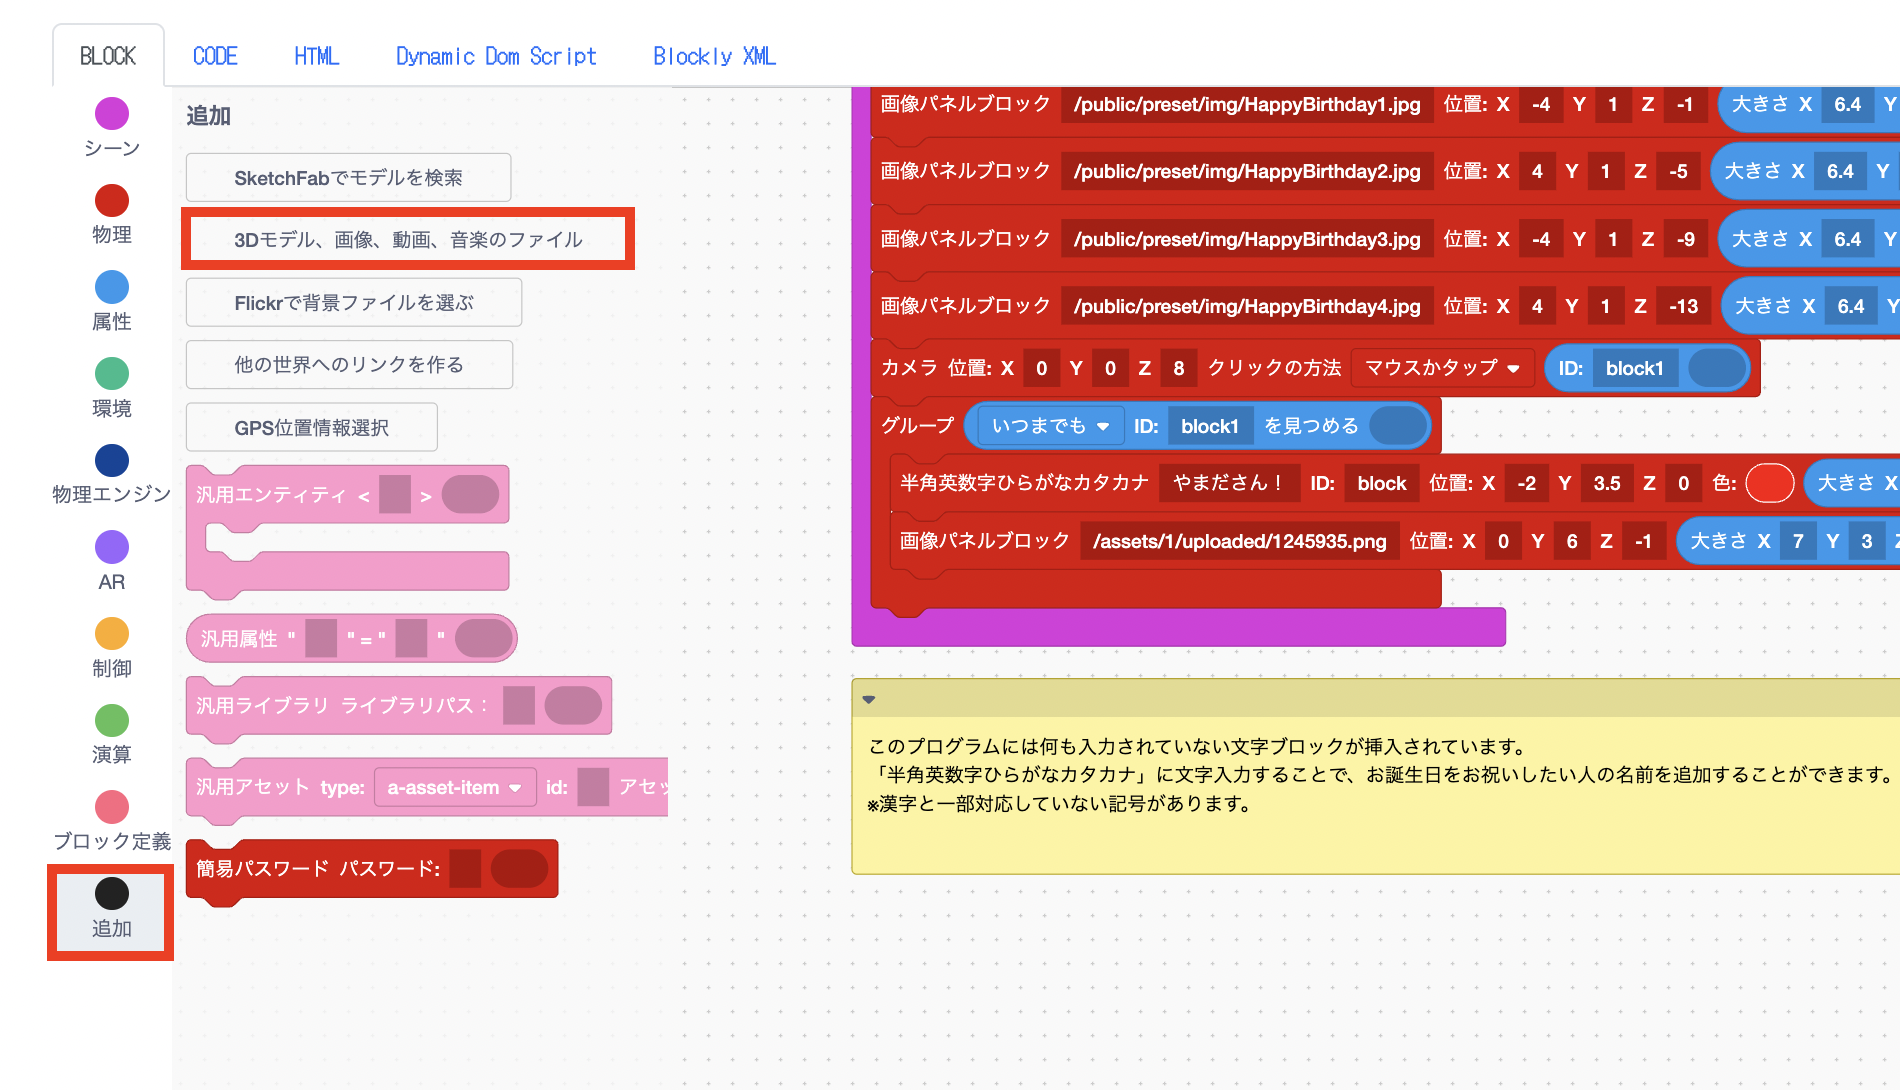 BLOCK CODE HTML Dynamic Dom Script Blockly XML
シーン
物理
属性
環境
物理エンジン
AR
制御
演算
ブロック定義
追加
追加
SketchFabでモデルを検索
3Dモデル、画像、動画、音楽のファイル
Flickrで背景ファイルを選ぶ
他の世界へのリンクを作る
GPS位置情報選択
汎用エンティティ < >
汎用属性 " "=" "
汎用ライブラリ ライブラリパス：
汎用アセット type: a-asset-item id: アセッ
簡易パスワード パスワード:
画像パネルブロック /public/preset/img/HappyBirthday1.jpg 位置: X -4 Y 1 Z -1 大きさ X 6.4 Y
画像パネルブロック /public/preset/img/HappyBirthday2.jpg 位置: X 4 Y 1 Z -5 大きさ X 6.4 Y
画像パネルブロック /public/preset/img/HappyBirthday3.jpg 位置: X -4 Y 1 Z -9 大きさ X 6.4 Y
画像パネルブロック /public/preset/img/HappyBirthday4.jpg 位置: X 4 Y 1 Z -13 大きさ X 6.4 Y
カメラ 位置: X 0 Y 0 Z 8 クリックの方法 マウスかタップ ID: block1
グループ いつまでも ID: block1 を見つめる
半角英数字ひらがなカタカナ やまださん！ ID: block 位置: X -2 Y 3.5 Z 0 色: 大きさ X
画像パネルブロック /assets/1/uploaded/1245935.png 位置: X 0 Y 6 Z -1 大きさ X 7 Y 3 Z
このプログラムには何も入力されていない文字ブロックが挿入されています。
「半角英数字ひらがなカタカナ」に文字入力することで、お誕生日をお祝いしたい人の名前を追加することができます。
※漢字と一部対応していない記号があります。